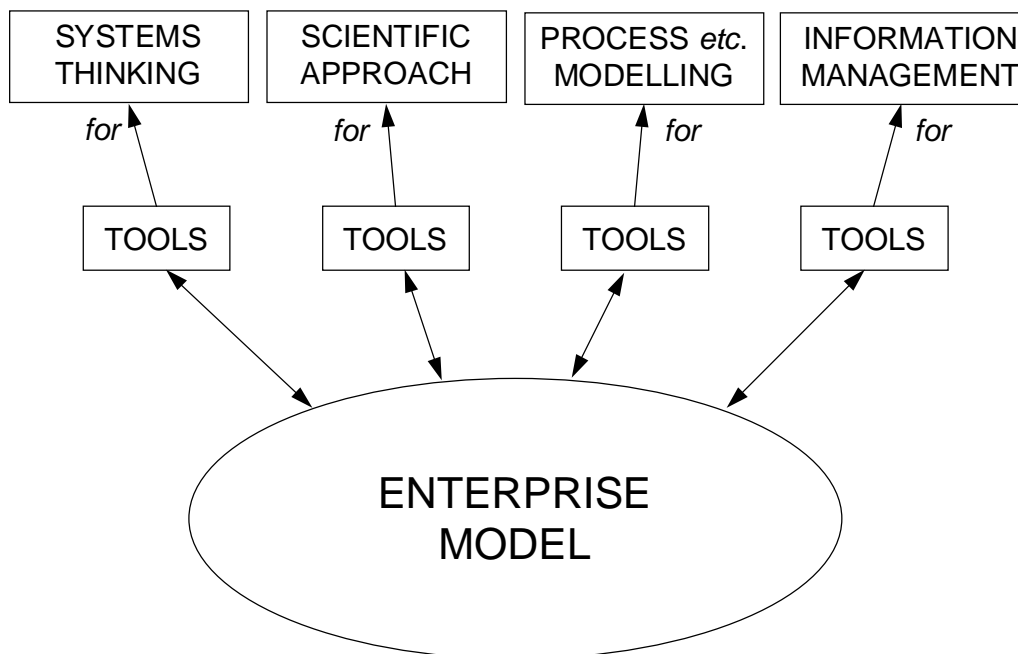 SYSTEMS
THINKING
SCIENTIFIC
APPROACH
PROCESS etc.
MODELLING
INFORMATION
MANAGEMENT
for
for
for
for
TOOLS
TOOLS
TOOLS
TOOLS
ENTERPRISE
MODEL